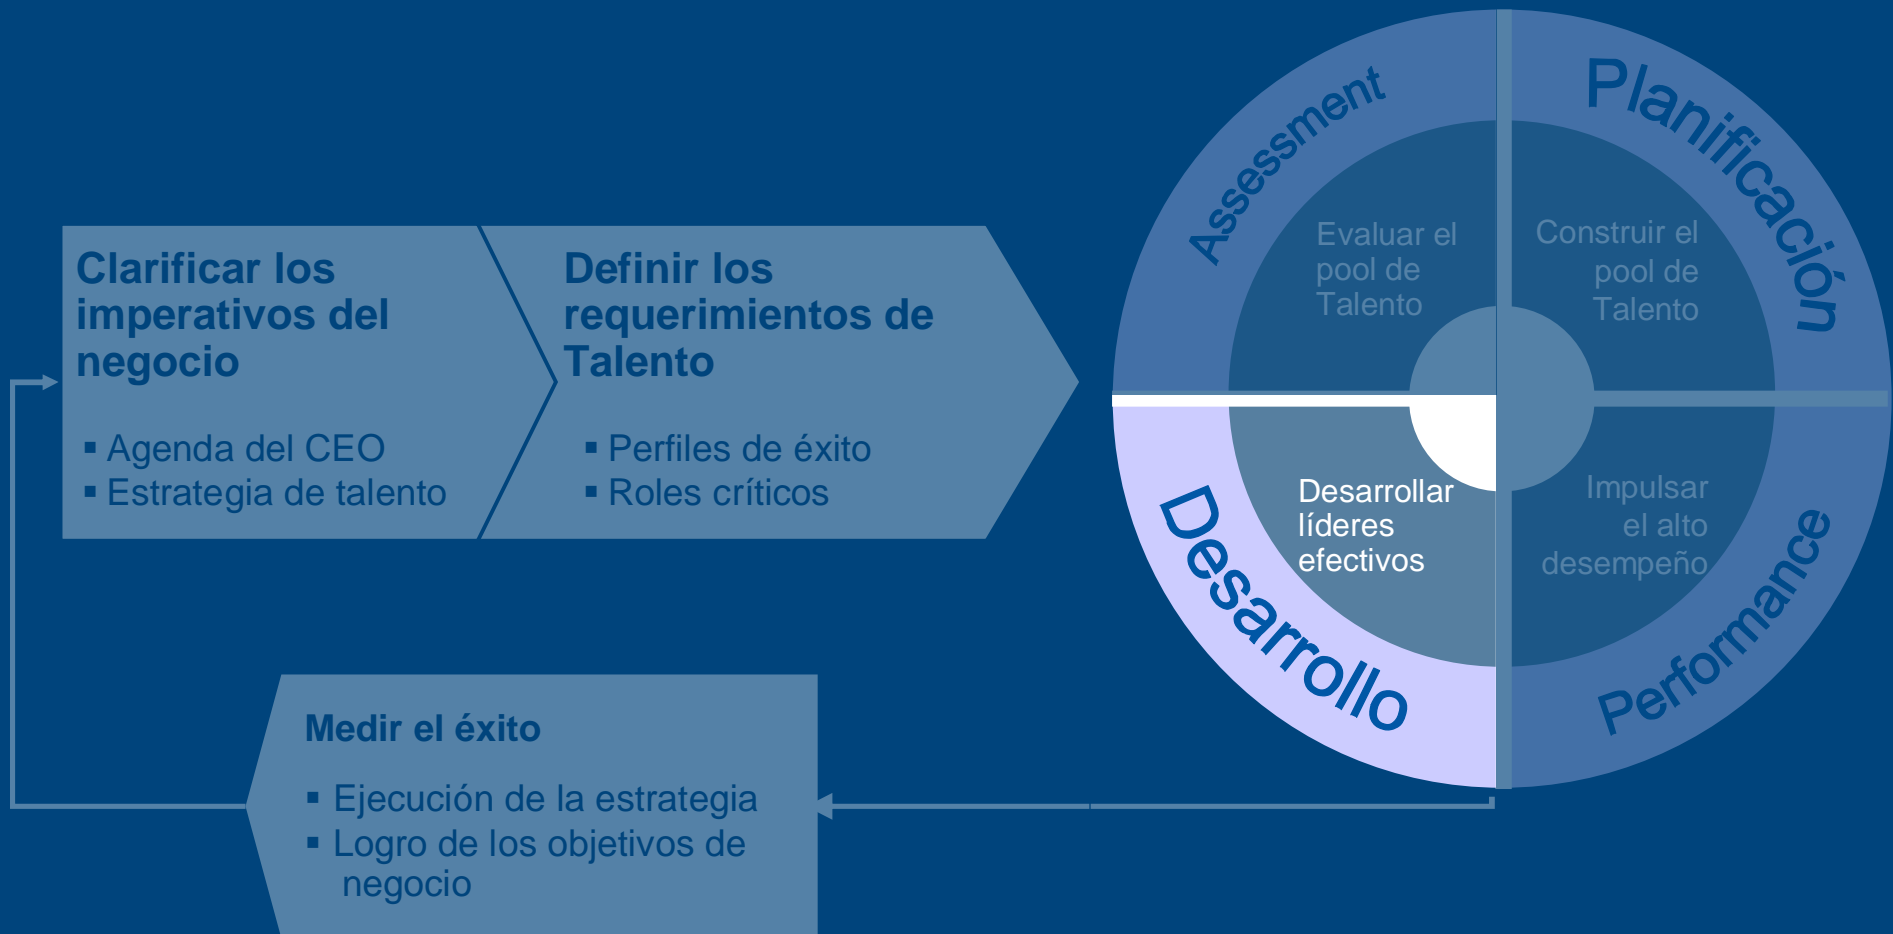 Clarificar los
imperativos del
negocio
▪ Agenda del CEO
▪ Estrategia de talento
Definir los
requerimientos de
Talento
▪ Perfiles de éxito
▪ Roles críticos
Assessment
Evaluar el
pool de
Talento
Planificación
Construir el
pool de
Talento
Desarrollo
Desarrollar
líderes
efectivos
Performance
Impulsar
el alto
desempeño
Medir el éxito
▪ Ejecución de la estrategia
▪ Logro de los objetivos de
negocio